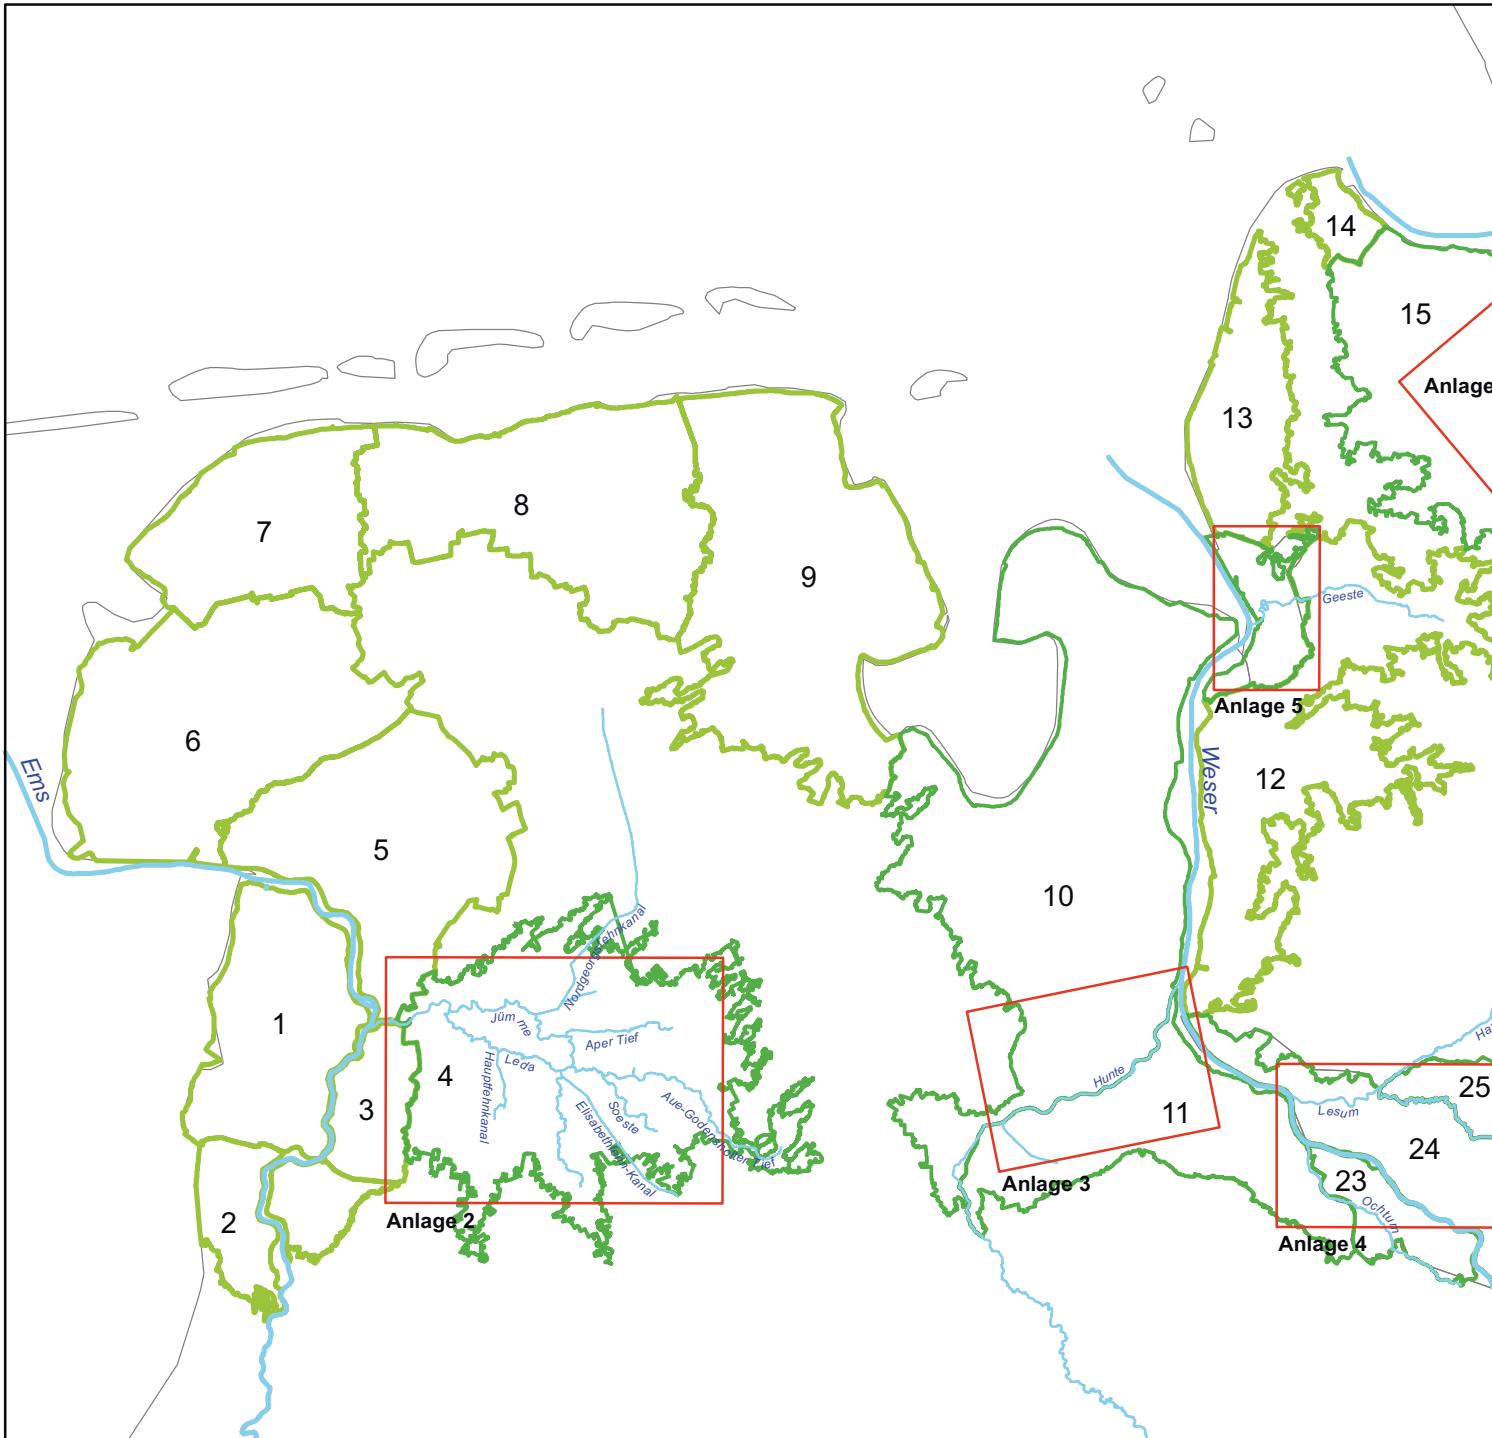 14
15
Anlage
13
8
7
9
Geeste
Anlage 5
6
Ems
Weser
12
5
10
Nordgeorgsfehnkanal
Jümme
1
Aper Tief
Leda
Hauptfehnkanal
4
3
Soeste
Elisabethfehn-Kanal
Aue-Godensholter Tief
Hunte
11
Ha
25
Lesum
24
23
Ochtum
Anlage 3
Anlage 2
2
Anlage 4